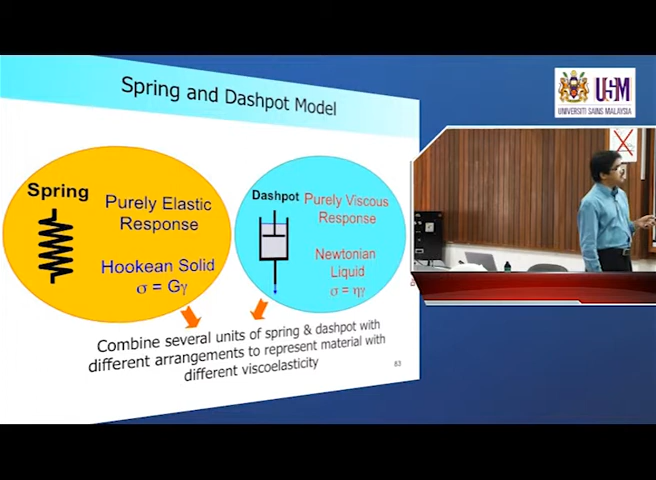 Spring and Dashpot Model
USM
UNIVERSITI SAINS MALAYSIA
Spring
Purely Elastic
Response
Hookean Solid
σ = Gγ
Dashpot
Purely Viscous
Response
Newtonian
Liquid
σ = ηγ
Combine several units of spring & dashpot with
different arrangements to represent material with
different viscoelasticity
63